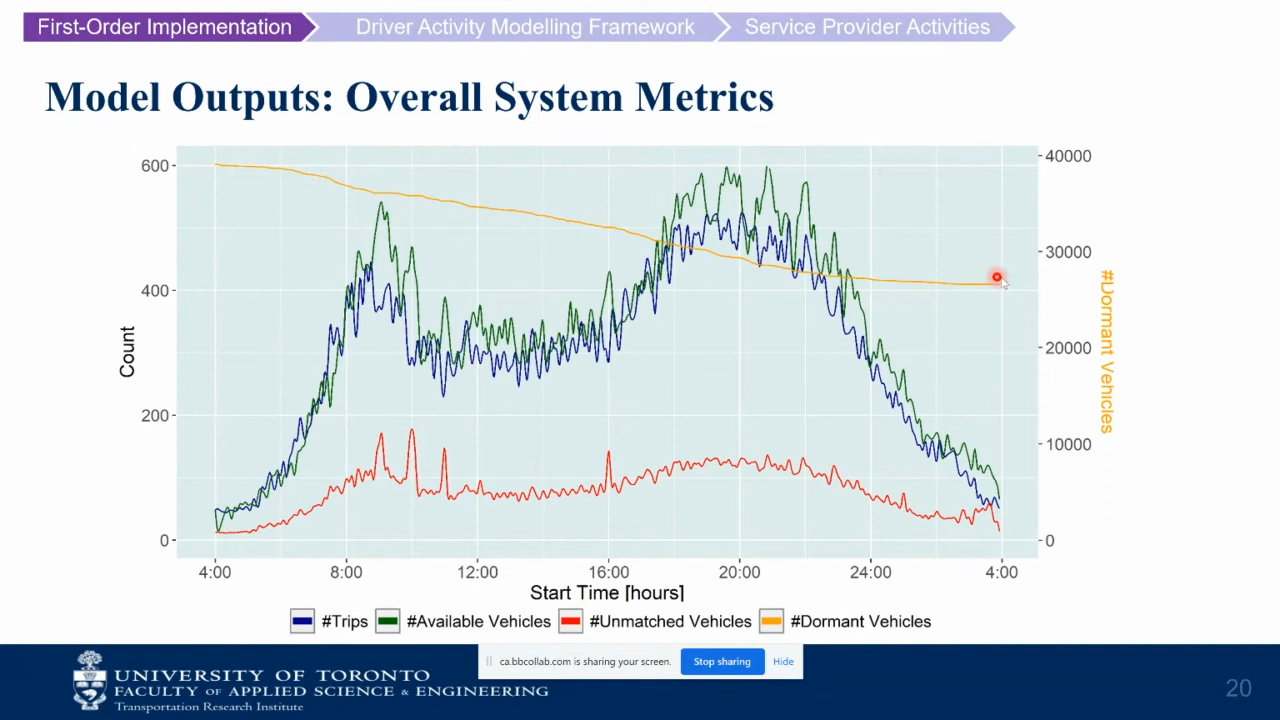 First-Order Implementation
Driver Activity Modelling Framework
Service Provider Activities
Model Outputs: Overall System Metrics
600
400
200
0
Count
40000
30000
20000
10000
0
#Dormant Vehicles
4:00
8:00
12:00
16:00
20:00
24:00
4:00
Start Time [hours]
#Trips
#Available Vehicles
#Unmatched Vehicles
#Dormant Vehicles
UNIVERSITY OF TORONTO
FACULTY OF APPLIED SCIENCE & ENGINEERING
Transportation Research Institute
ca.bbcollab.com is sharing your screen.
Stop sharing
Hide
20